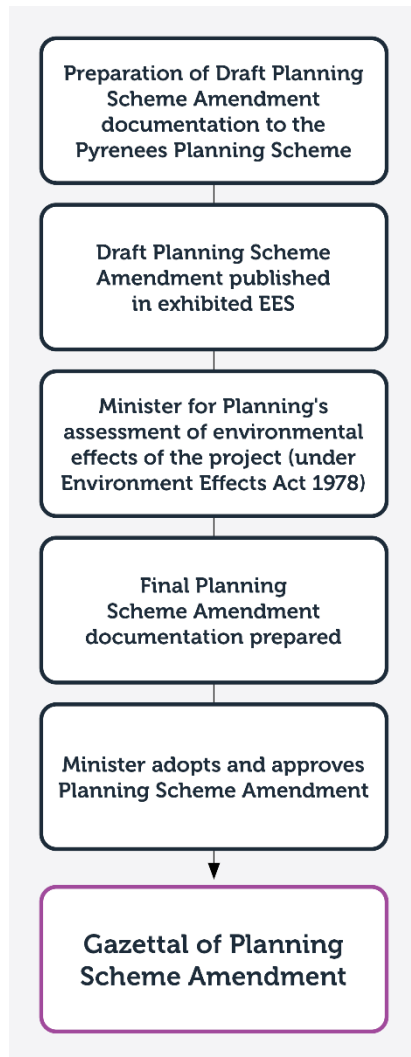 Preparation of Draft Planning
Scheme Amendment
documentation to the
Pyrenees Planning Scheme
Draft Planning Scheme
Amendment published
in exhibited EES
Minister for Planning's
assessment of environmental
effects of the project (under
Environment Effects Act 1978)
Final Planning
Scheme Amendment
documentation prepared
Minister adopts and approves
Planning Scheme Amendment
Gazettal of Planning
Scheme Amendment